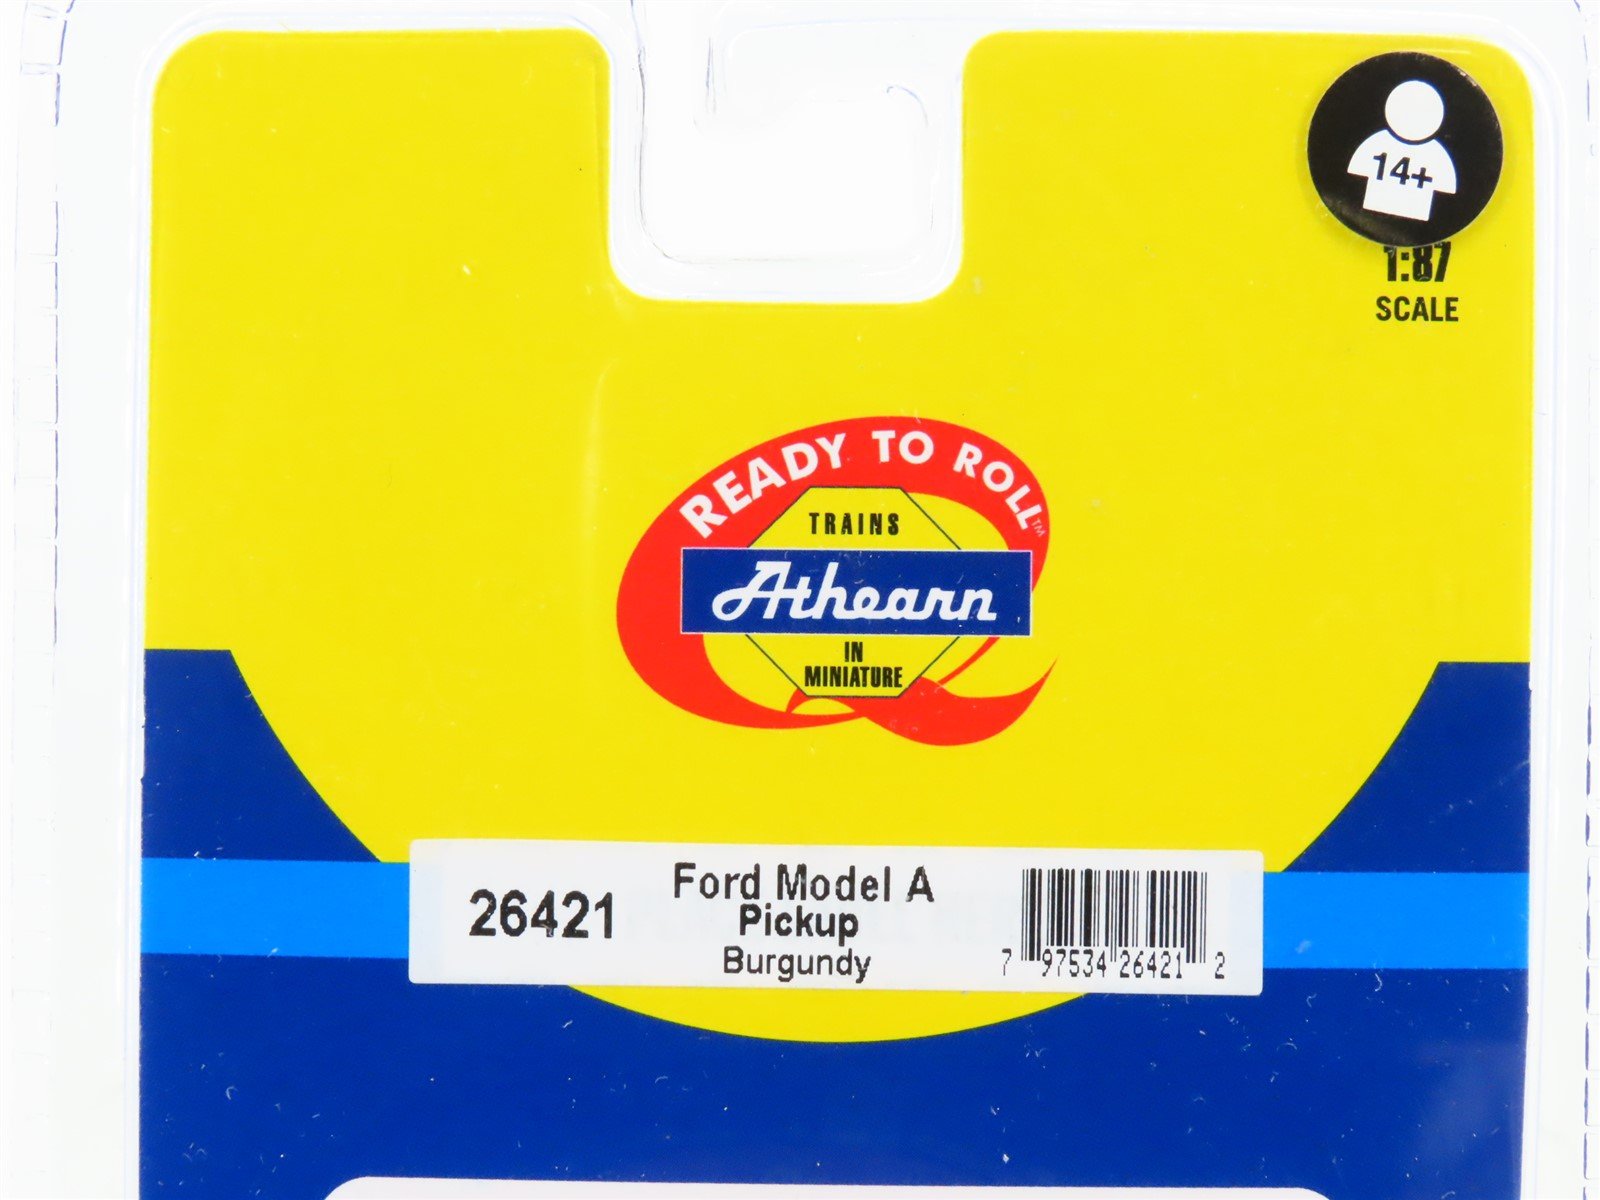 14+
1:87
SCALE
READY TO ROLL™
TRAINS
Athearn
IN
MINIATURE
26421
Ford Model A
Pickup
Burgundy
7 97534 26421 2